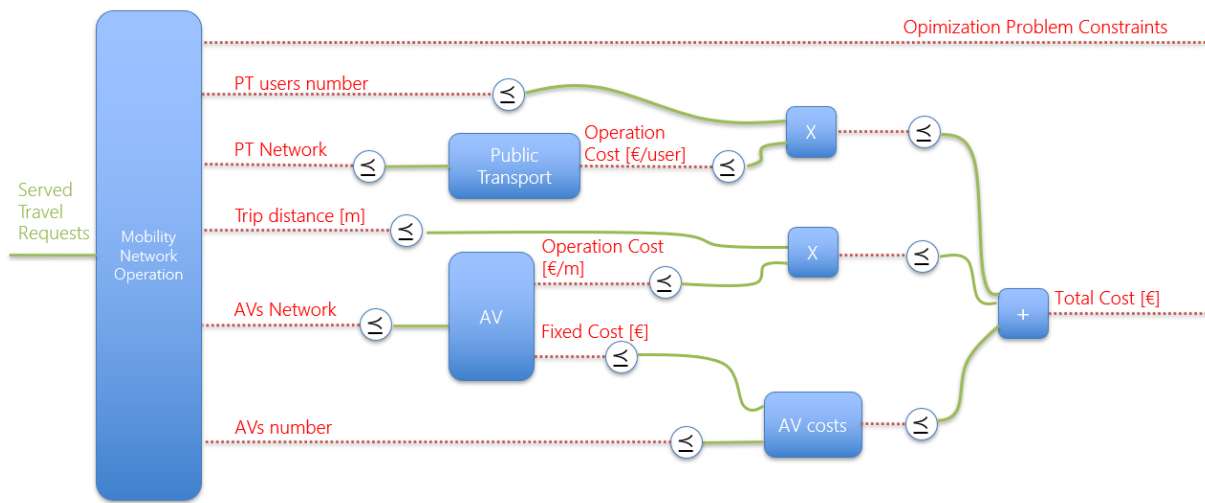 Opimization Problem Constraints
PT users number
⪯
X
⪯
PT Network
⪯
Public
Transport
Operation
Cost [€/user]
⪯
Served
Travel
Requests
Mobility
Network
Operation
Trip distance [m]
⪯
Operation Cost
[€/m]
⪯
X
⪯
AVs Network
⪯
AV
Fixed Cost [€]
⪯
+
Total Cost [€]
AVs number
⪯
AV costs
⪯